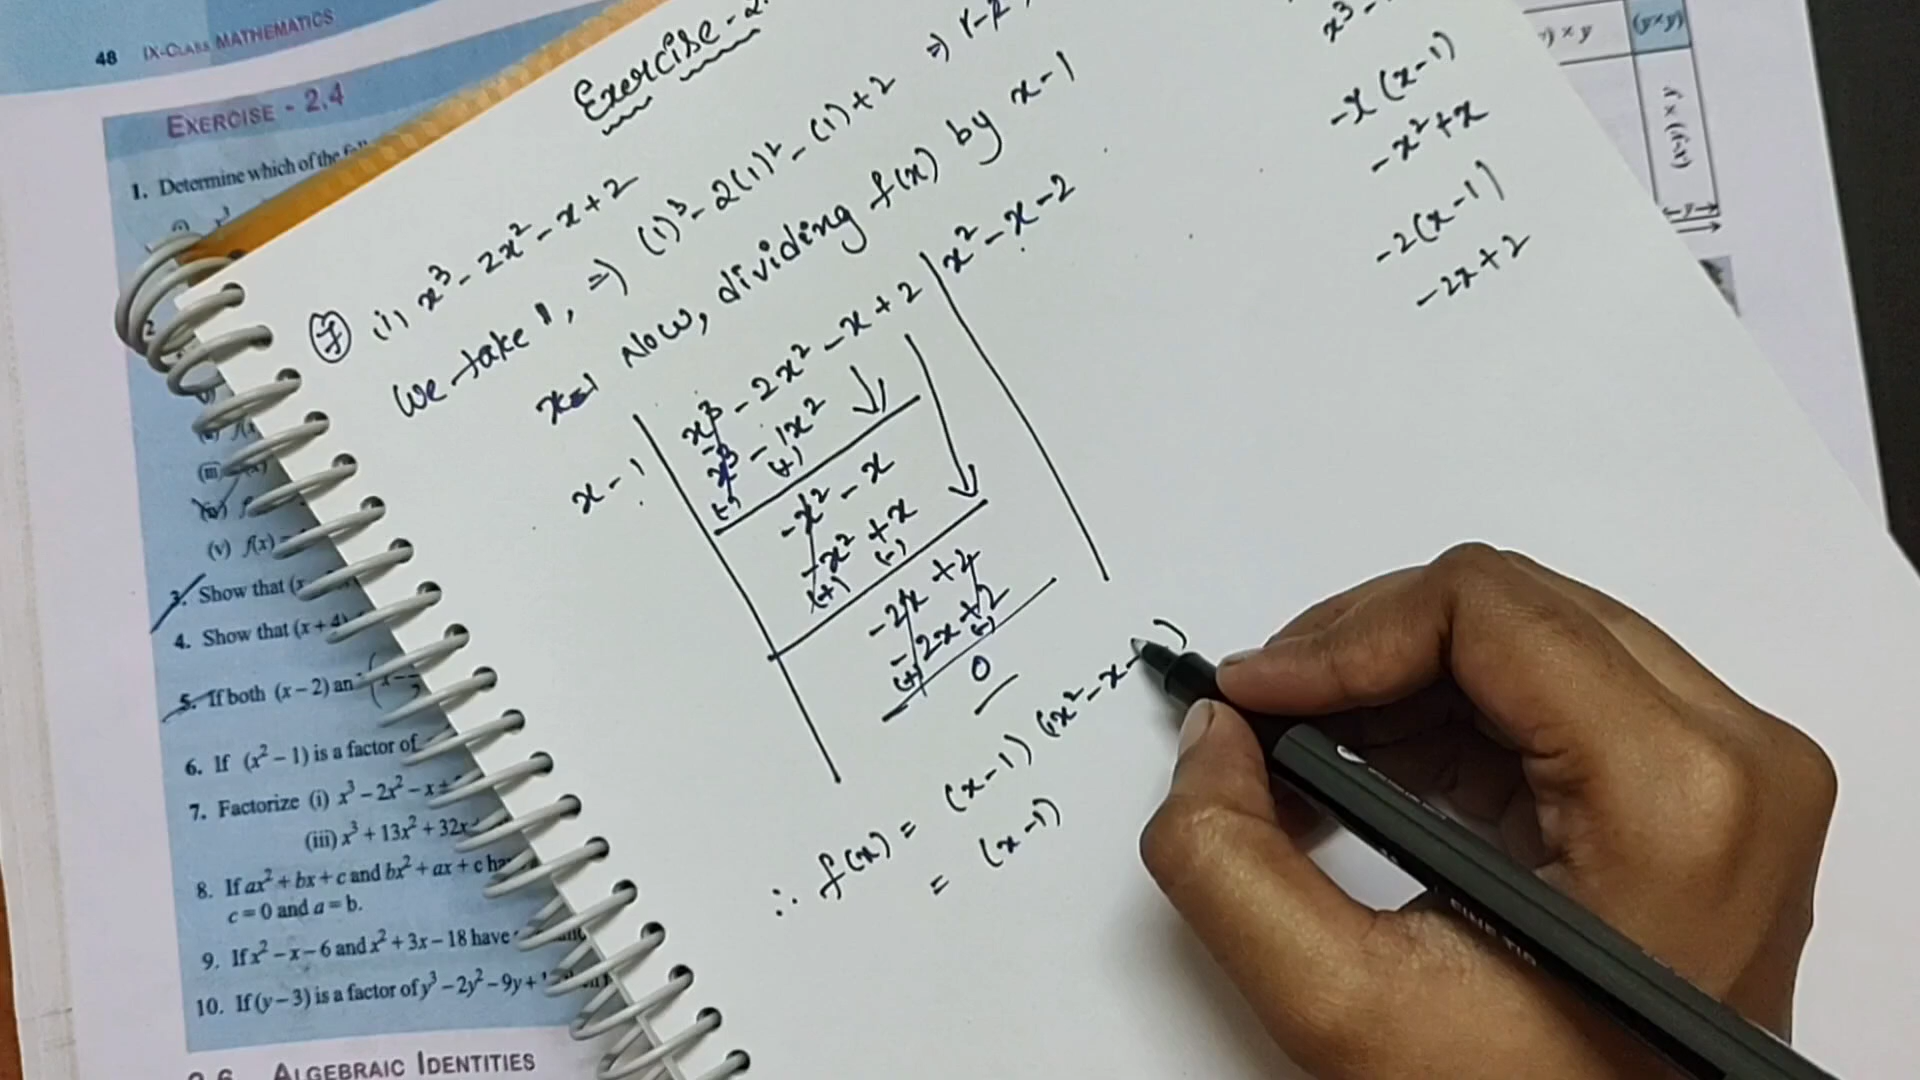 48 IX-CLASS MATHEMATICS
EXERCISE - 2.4
1. Determine which of the
(v) f(x)
3. Show that (x
4. Show that (x + 4)
5. If both (x – 2) an
6. If (x² – 1) is a factor of
7. Factorize (i) x³ – 2x² – x +
(iii) x³ + 13x² + 32x
8. If ax² + bx + c and bx² + ax + c ha
c = 0 and a = b.
9. If x² – x – 6 and x² + 3x – 18 have
10. If (y – 3) is a factor of y³ – 2y² – 9y +
ALGEBRAIC IDENTITIES
Exercise - 2.
⑦ (i) x³ - 2x² - x + 2
We take 1, ⇒ (1)³ - 2(1)² - (1) + 2 ⇒
x=1 Now, dividing f(x) by x - 1
x - 1 x³ - 2x² - x + 2 x² - x - 2
x³ - 1x²
(-) (+)
-x² - x
-x² + x
(+) (-)
-2x + 2
-2x + 2
(+) (-)
0
∴ f(x) = (x - 1) (x² - x - )
= (x - 1)
x³ -
-x (x - 1)
-x² + x
-2 (x - 1)
-2x + 2
) × y
(y×y)